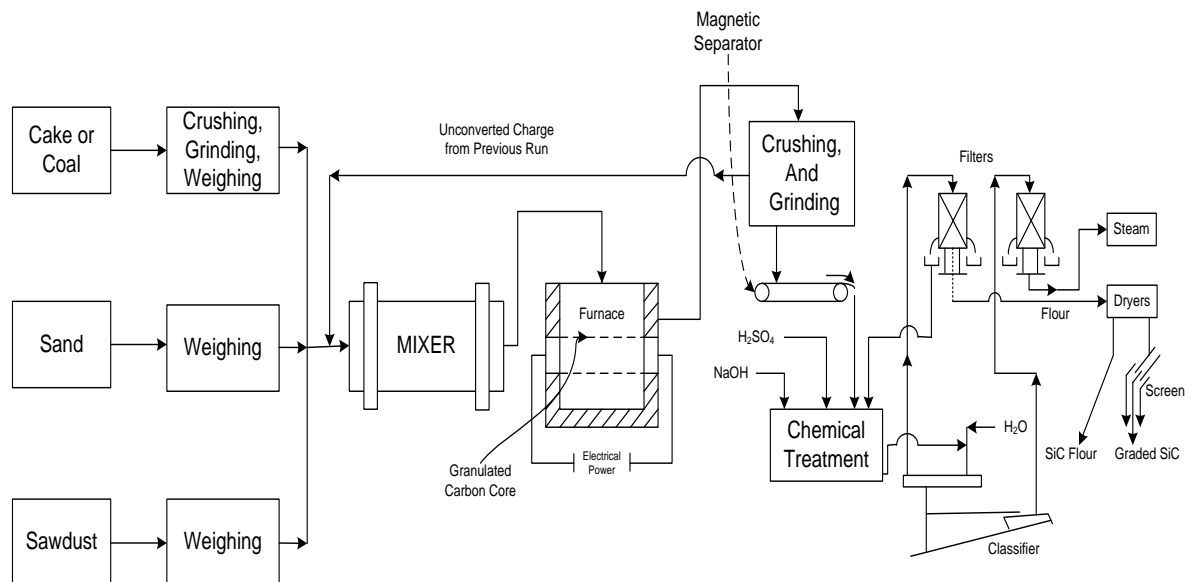 Magnetic
Separator
Cake or
Coal
Crushing,
Grinding,
Weighing
Unconverted Charge
from Previous Run
Crushing,
And
Grinding
Filters
Steam
Sand
Weighing
MIXER
Furnace
Flour
Dryers
H₂SO₄
NaOH
Screen
Chemical
Treatment
H₂O
SiC Flour
Graded SiC
Electrical
Power
Granulated
Carbon Core
Sawdust
Weighing
Classifier